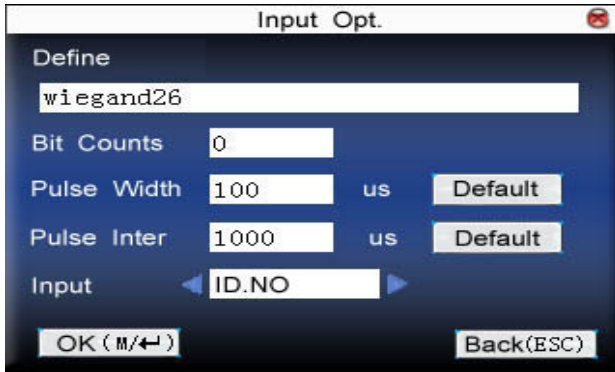 Input Opt.
Define
wiegand26
Bit Counts 0
Pulse Width 100 us Default
Pulse Inter 1000 us Default
Input ID.NO
OK(M/↵) Back(ESC)